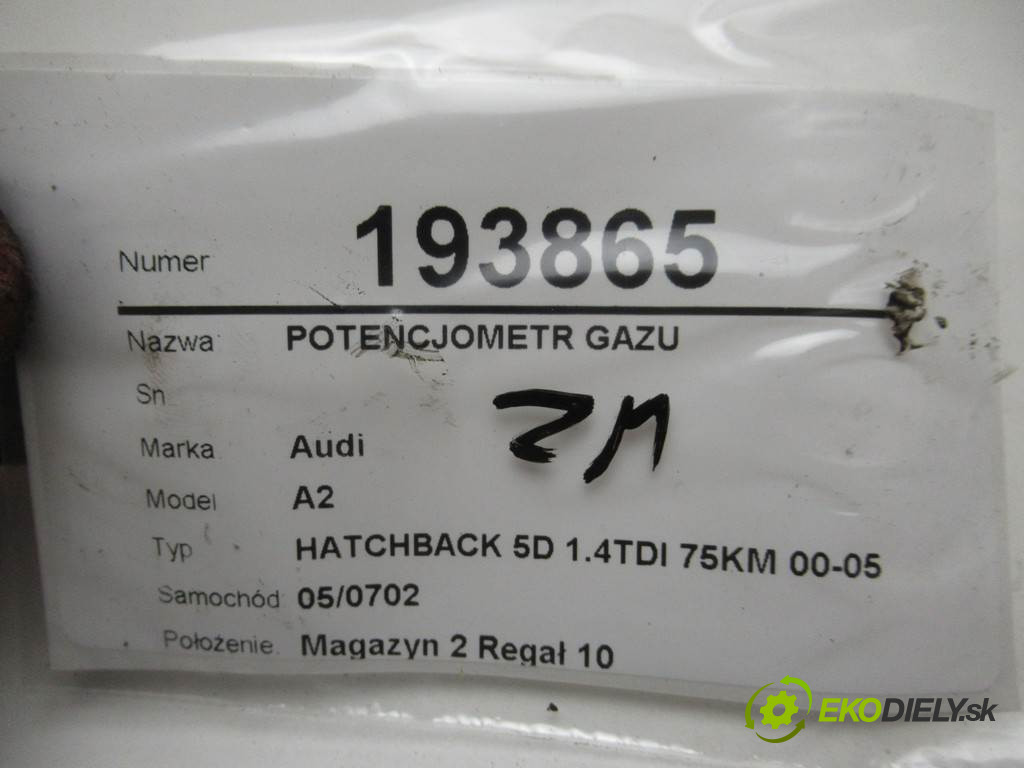 Numer 193865
Nazwa: POTENCJOMETR GAZU
Sn
Marka Audi
ZM
Model A2
Typ HATCHBACK 5D 1.4TDI 75KM 00-05
Samochód 05/0702
Położenie. Magazyn 2 Regał 10
EKODIELY.sk